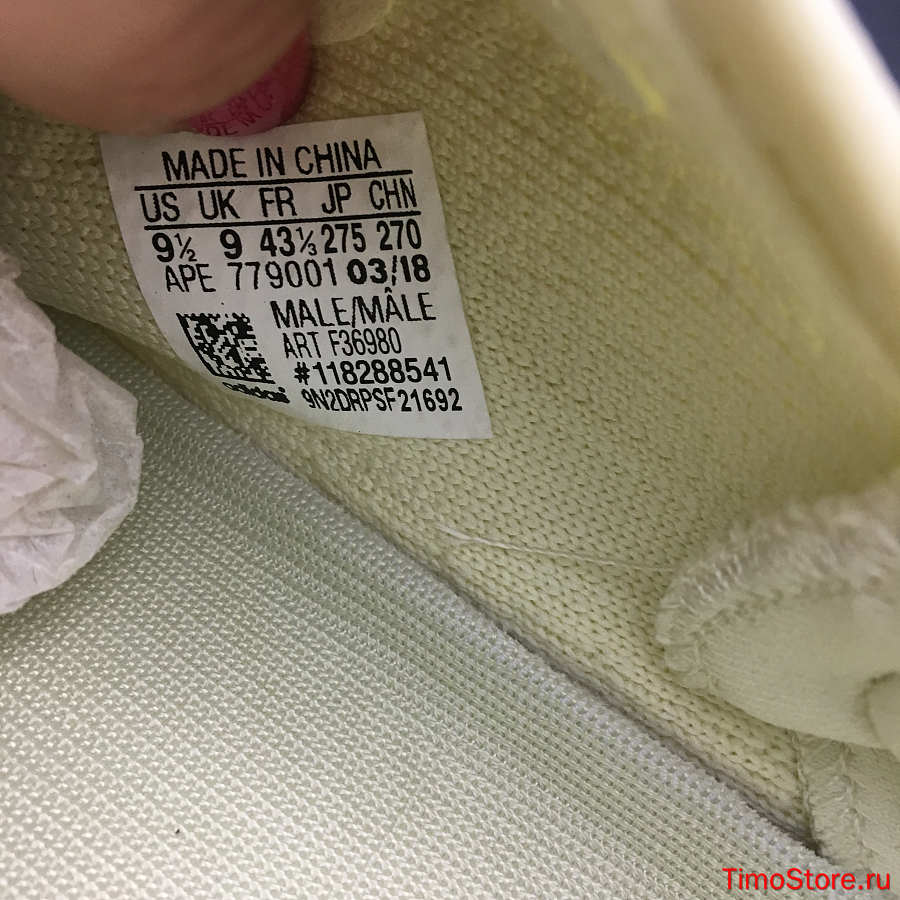 MADE IN CHINA
US UK FR JP CHN
9½ 9 43⅓ 275 270
APE 779001 03/18
MALE/MÂLE
ART F36980
#118288541
adidas 9N2DRPSF21692
TimoStore.ru